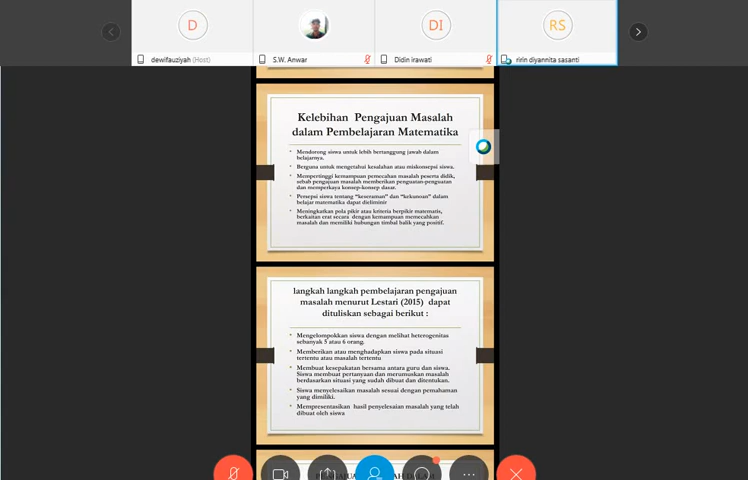 D
DI
RS
dewifauziyah (Host)
S.W. Anwar
Didin irawati
ririn diyannita sasanti
Kelebihan Pengajuan Masalah
dalam Pembelajaran Matematika
• Mendorong siswa untuk lebih bertanggung jawab dalam
belajarnya.
• Berguna untuk mengetahui kesalahan atau miskonsepsi siswa.
• Mempertinggi kemampuan pemecahan masalah peserta didik,
sebab pengajuan masalah memberikan penguatan-penguatan
dan memperkaya konsep-konsep dasar.
• Persepsi siswa tentang “keseraman” dan “kekunoan” dalam
belajar matematika dapat dieliminir
• Meningkatkan pola pikir atau kriteria berpikir matematis,
berkaitan erat secara dengan kemampuan memecahkan
masalah dan memiliki hubungan timbal balik yang positif.
langkah langkah pembelajaran pengajuan
masalah menurut Lestari (2015) dapat
dituliskan sebagai berikut :
• Mengelompokkan siswa dengan melihat heterogenitas
sebanyak 5 atau 6 orang.
• Memberikan atau menghadapkan siswa pada situasi
tertentu atau masalah tertentu
• Membuat kesepakatan bersama antara guru dan siswa.
Siswa membuat pertanyaan dan merumuskan masalah
berdasarkan situasi yang sudah dibuat dan ditentukan.
• Siswa menyelesaikan masalah sesuai dengan pemahaman
yang dimiliki.
• Mempresentasikan hasil penyelesaian masalah yang telah
dibuat oleh siswa